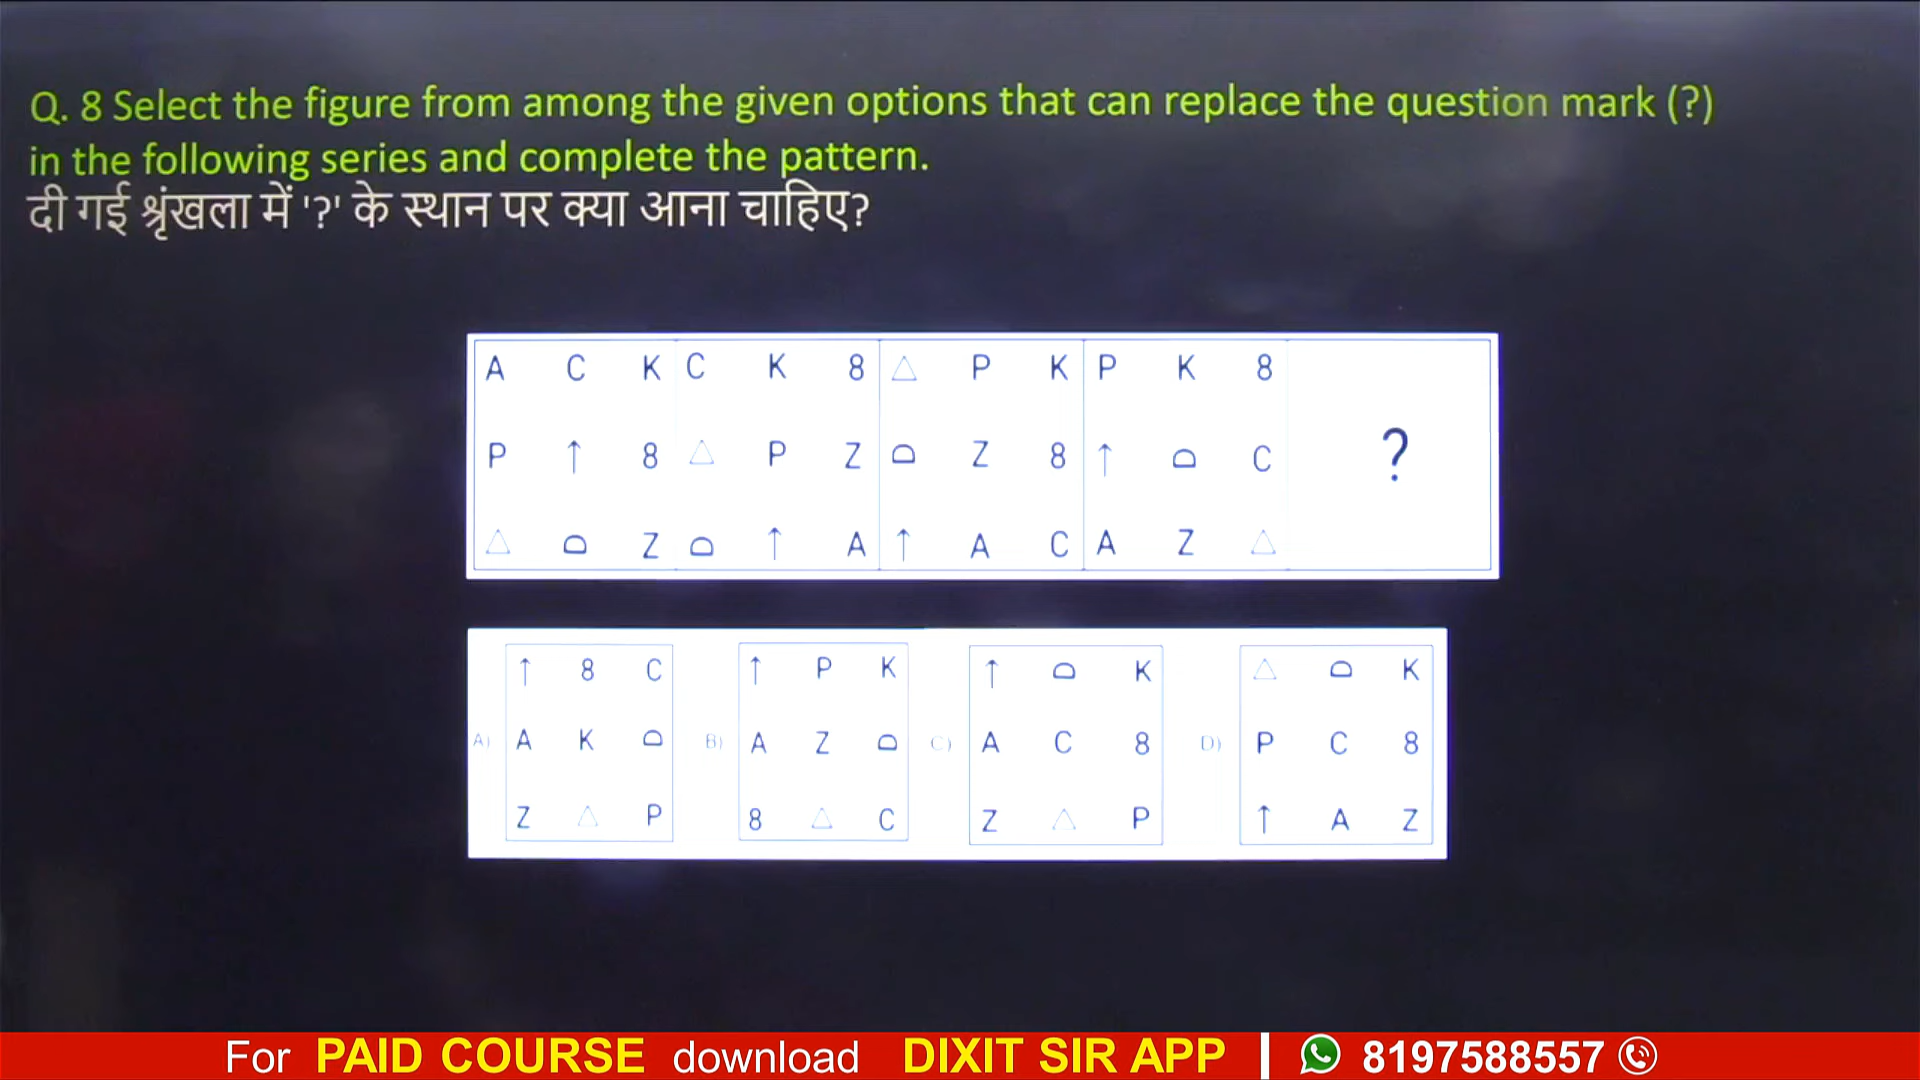 Q. 8 Select the figure from among the given options that can replace the question mark (?)
in the following series and complete the pattern.
दी गई श्रृंखला में '?' के स्थान पर क्या आना चाहिए?
A C K C K 8 △ P K P K 8
P ↑ 8 △ P Z ⌓ Z 8 ↑ ⌓ C ?
△ ⌓ Z ⌓ ↑ A ↑ A C A Z △
↑ 8 C ↑ P K ↑ ⌓ K △ ⌓ K
A) A K ⌓ B) A Z ⌓ C) A C 8 D) P C 8
Z △ P 8 △ C Z △ P ↑ A Z
For PAID COURSE download DIXIT SIR APP | 8197588557